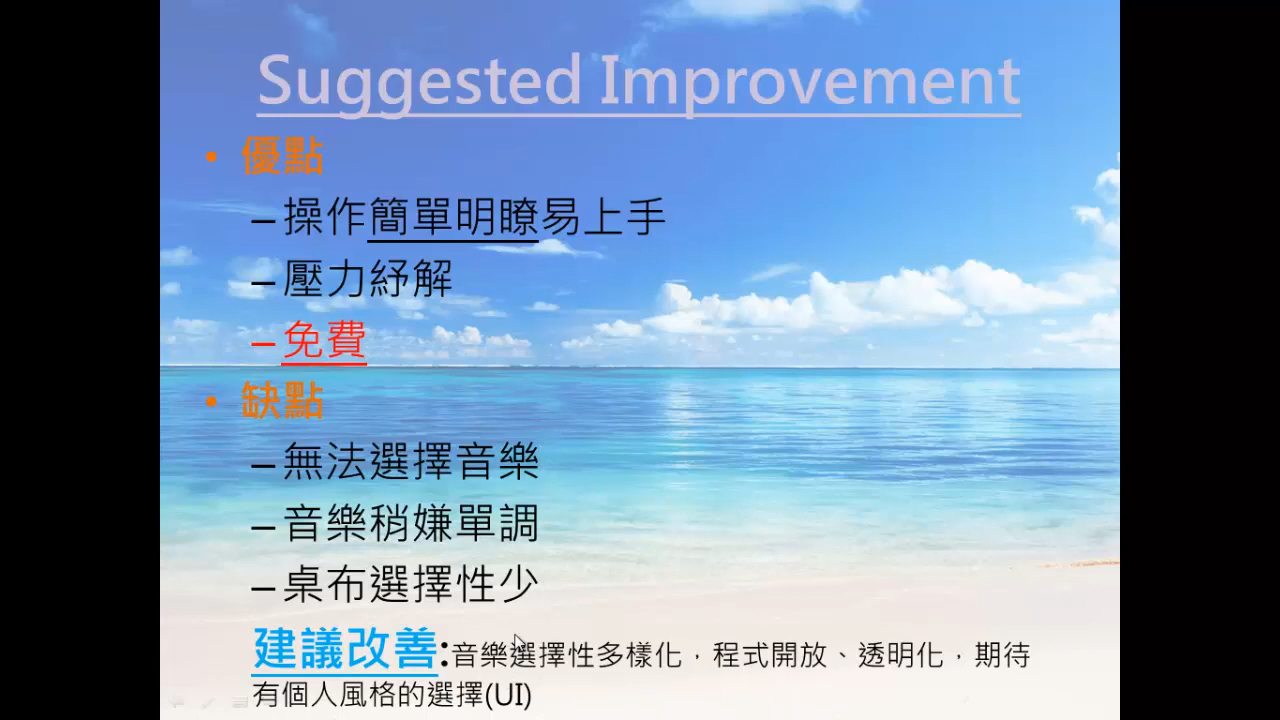 Suggested Improvement
• 優點
–操作簡單明瞭易上手
–壓力紓解
–免費
• 缺點
–無法選擇音樂
–音樂稍嫌單調
–桌布選擇性少
建議改善:音樂選擇性多樣化，程式開放、透明化，期待
有個人風格的選擇(UI)